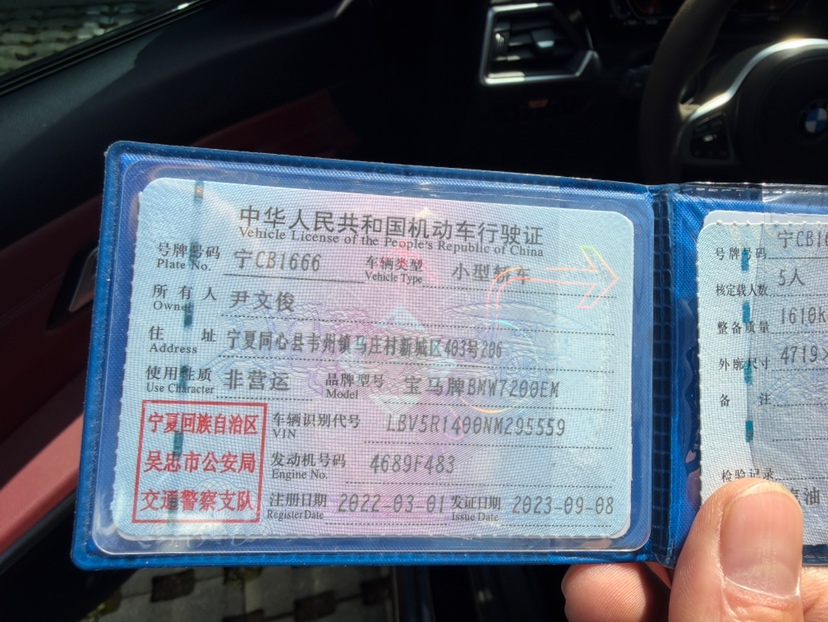 中华人民共和国机动车行驶证
Vehicle License of the People's Republic of China
号牌号码 宁CB1666 车辆类型 小型轿车
Plate No. Vehicle Type
所有人 尹文俊
Owner
住址 宁夏同心县韦州镇马庄村新城区403号206
Address
使用性质 非营运 品牌型号 宝马牌BMW7200EM
Use Character Model
宁夏回族自治区
吴忠市公安局
交通警察支队
车辆识别代号 LBV5R1400NM295559
VIN
发动机号码 4689F483
Engine No.
注册日期 2022-03-01 发证日期 2023-09-08
Register Date Issue Date
号牌号码 宁CB16
核定载人数 5人
整备质量 1610k
外廓尺寸 4719×
备注
检验记录
油